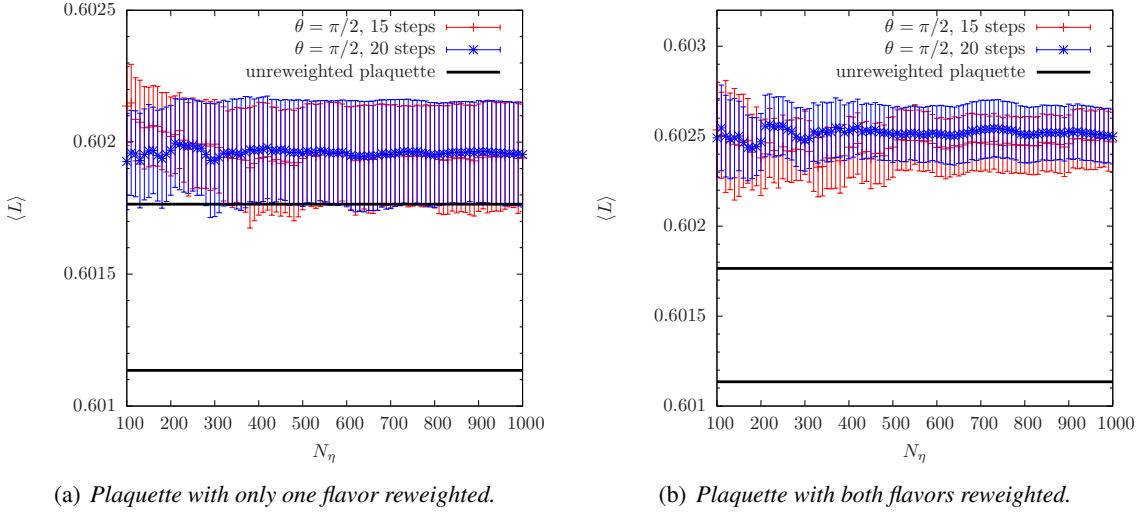 0.6025
0.602
0.6015
0.601
⟨L⟩
θ = π/2, 15 steps
θ = π/2, 20 steps
unreweighted plaquette
100 200 300 400 500 600 700 800 900 1000
N_η
(a) Plaquette with only one flavor reweighted.
0.603
0.6025
0.602
0.6015
0.601
⟨L⟩
θ = π/2, 15 steps
θ = π/2, 20 steps
unreweighted plaquette
100 200 300 400 500 600 700 800 900 1000
N_η
(b) Plaquette with both flavors reweighted.